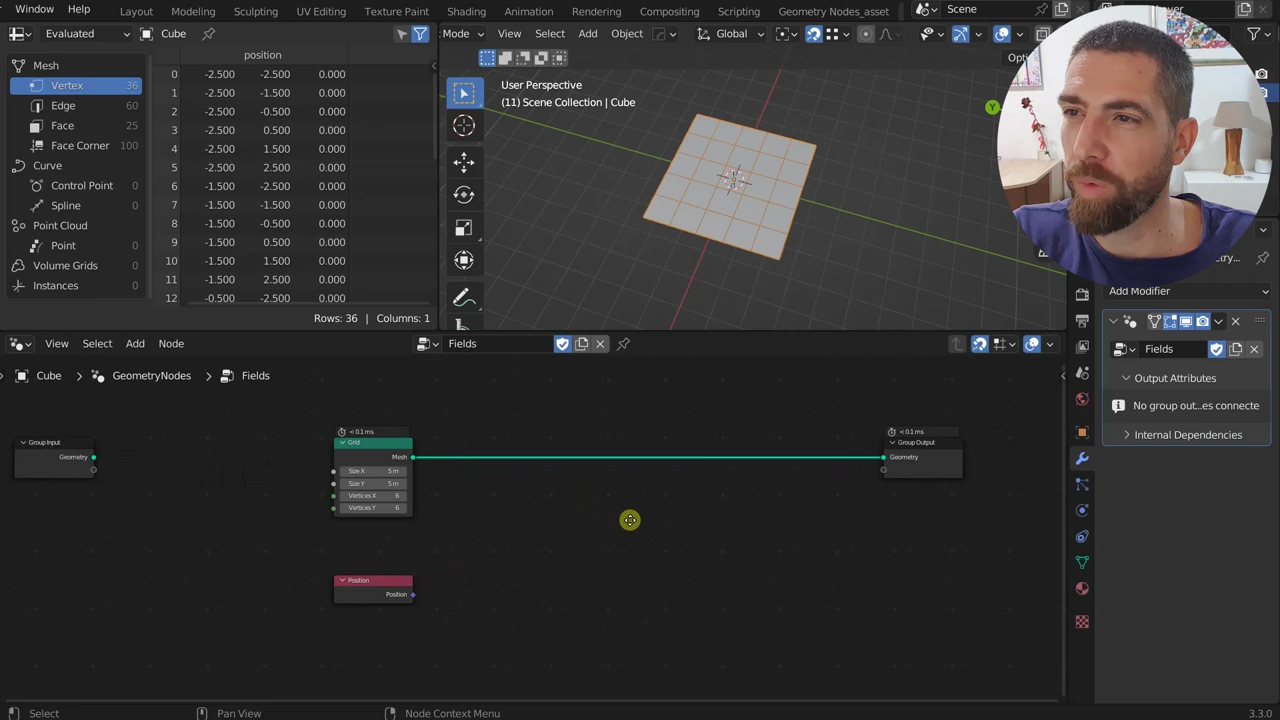 Window Help Layout Modeling Sculpting UV Editing Texture Paint Shading Animation Rendering Compositing Scripting Geometry Nodes_asset Scene
Evaluated Cube
Mode View Select Add Object Global
position
Mesh
Vertex 36
Edge 60
Face 25
Face Corner 100
Curve
Control Point 0
Spline 0
Point Cloud
Point 0
Volume Grids 0
Instances 0
0 -2.500 -2.500 0.000
1 -2.500 -1.500 0.000
2 -2.500 -0.500 0.000
3 -2.500 0.500 0.000
4 -2.500 1.500 0.000
5 -2.500 2.500 0.000
6 -1.500 -2.500 0.000
7 -1.500 -1.500 0.000
8 -1.500 -0.500 0.000
9 -1.500 0.500 0.000
10 -1.500 1.500 0.000
11 -1.500 2.500 0.000
12 -0.500 -2.500 0.000
Rows: 36 | Columns: 1
Opti
User Perspective
(11) Scene Collection | Cube
Y
Add Modifier
Fields
Output Attributes
No group out...es connecte
Internal Dependencies
View Select Add Node Fields
Cube GeometryNodes Fields
Group Input
Geometry
< 0.1 ms
Grid
Mesh
Size X 5 m
Size Y 5 m
Vertices X 6
Vertices Y 6
Position
Position
< 0.1 ms
Group Output
Geometry
Select Pan View Node Context Menu 3.3.0